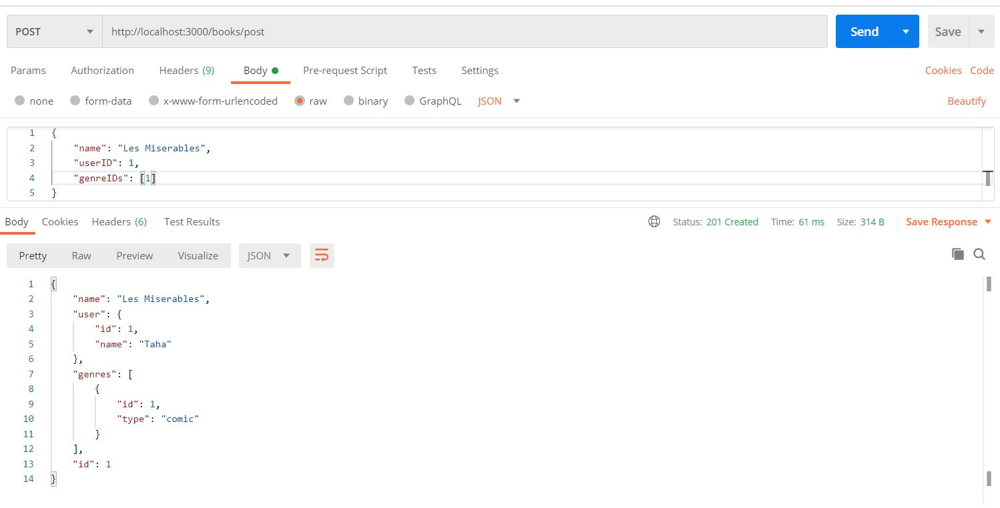 POST http://localhost:3000/books/post Send Save
Params Authorization Headers (9) Body Pre-request Script Tests Settings Cookies Code
none form-data x-www-form-urlencoded raw binary GraphQL JSON Beautify
1 {
2 "name": "Les Miserables",
3 "userID": 1,
4 "genreIDs": [1]
5 }
Body Cookies Headers (6) Test Results Status: 201 Created Time: 61 ms Size: 314 B Save Response
Pretty Raw Preview Visualize JSON
1 {
2 "name": "Les Miserables",
3 "user": {
4 "id": 1,
5 "name": "Taha"
6 },
7 "genres": [
8 {
9 "id": 1,
10 "type": "comic"
11 }
12 ],
13 "id": 1
14 }